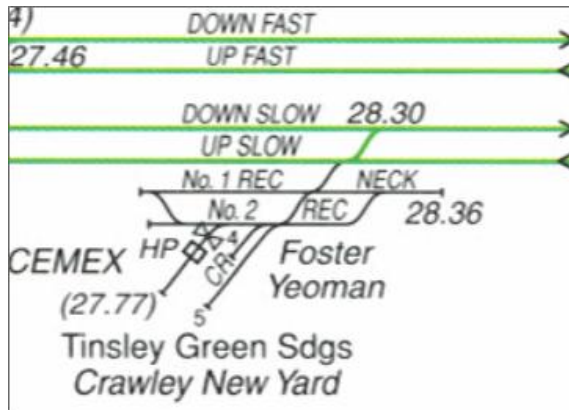 4)
DOWN FAST
27.46
UP FAST
DOWN SLOW
28.30
UP SLOW
No. 1 REC
NECK
No. 2
REC
28.36
HP
4
CR
CEMEX
Foster
Yeoman
(27.77)
5
Tinsley Green Sdgs
Crawley New Yard